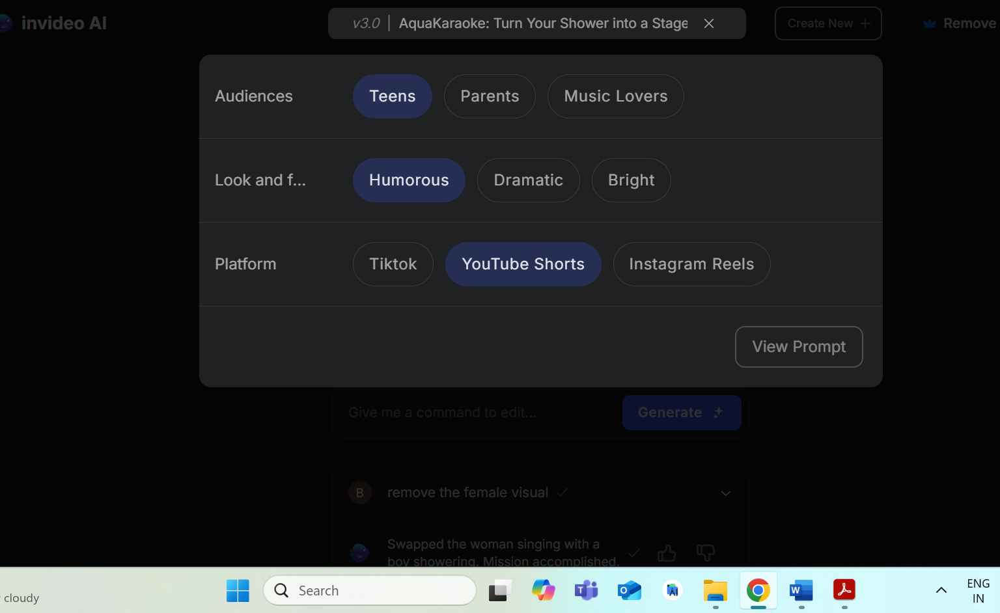 invideo AI
v3.0 | AquaKaraoke: Turn Your Shower into a Stage
Create New +
Remove
Audiences Teens Parents Music Lovers
Look and f... Humorous Dramatic Bright
Platform Tiktok YouTube Shorts Instagram Reels
View Prompt
Give me a command to edit...
Generate
B remove the female visual
Swapped the woman singing with a
boy showering. Mission accomplished.
cloudy
Search
ENG
IN